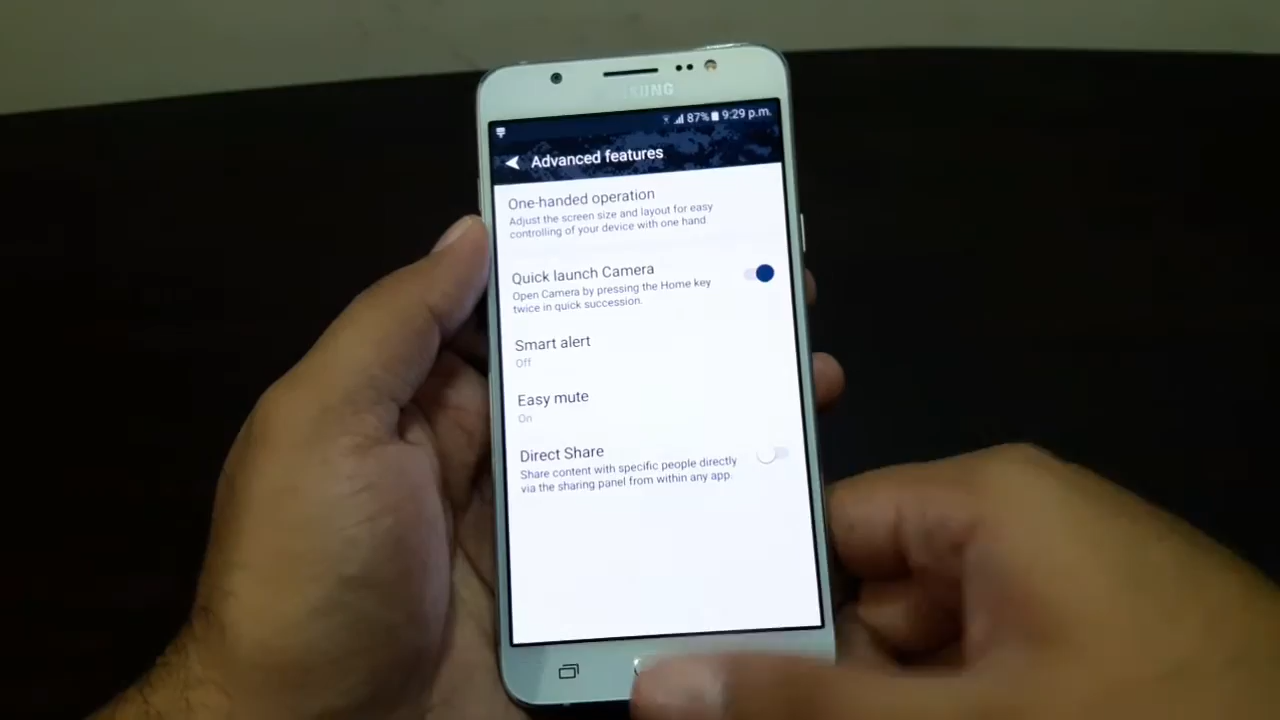 SUNG
87% 9:29 p.m.
Advanced features
One-handed operation
Adjust the screen size and layout for easy
controlling of your device with one hand.
Quick launch Camera
Open Camera by pressing the Home key
twice in quick succession.
Smart alert
Off
Easy mute
On
Direct Share
Share content with specific people directly
via the sharing panel from within any app.